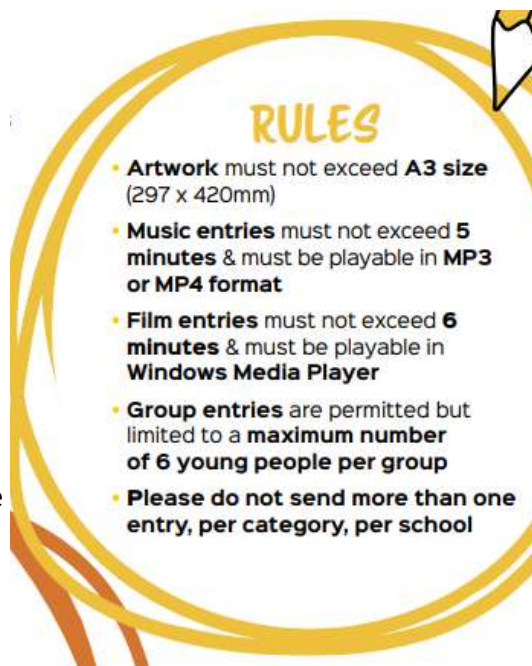 RULES
• Artwork must not exceed A3 size
(297 x 420mm)
• Music entries must not exceed 5
minutes & must be playable in MP3
or MP4 format
• Film entries must not exceed 6
minutes & must be playable in
Windows Media Player
• Group entries are permitted but
limited to a maximum number
of 6 young people per group
• Please do not send more than one
entry, per category, per school